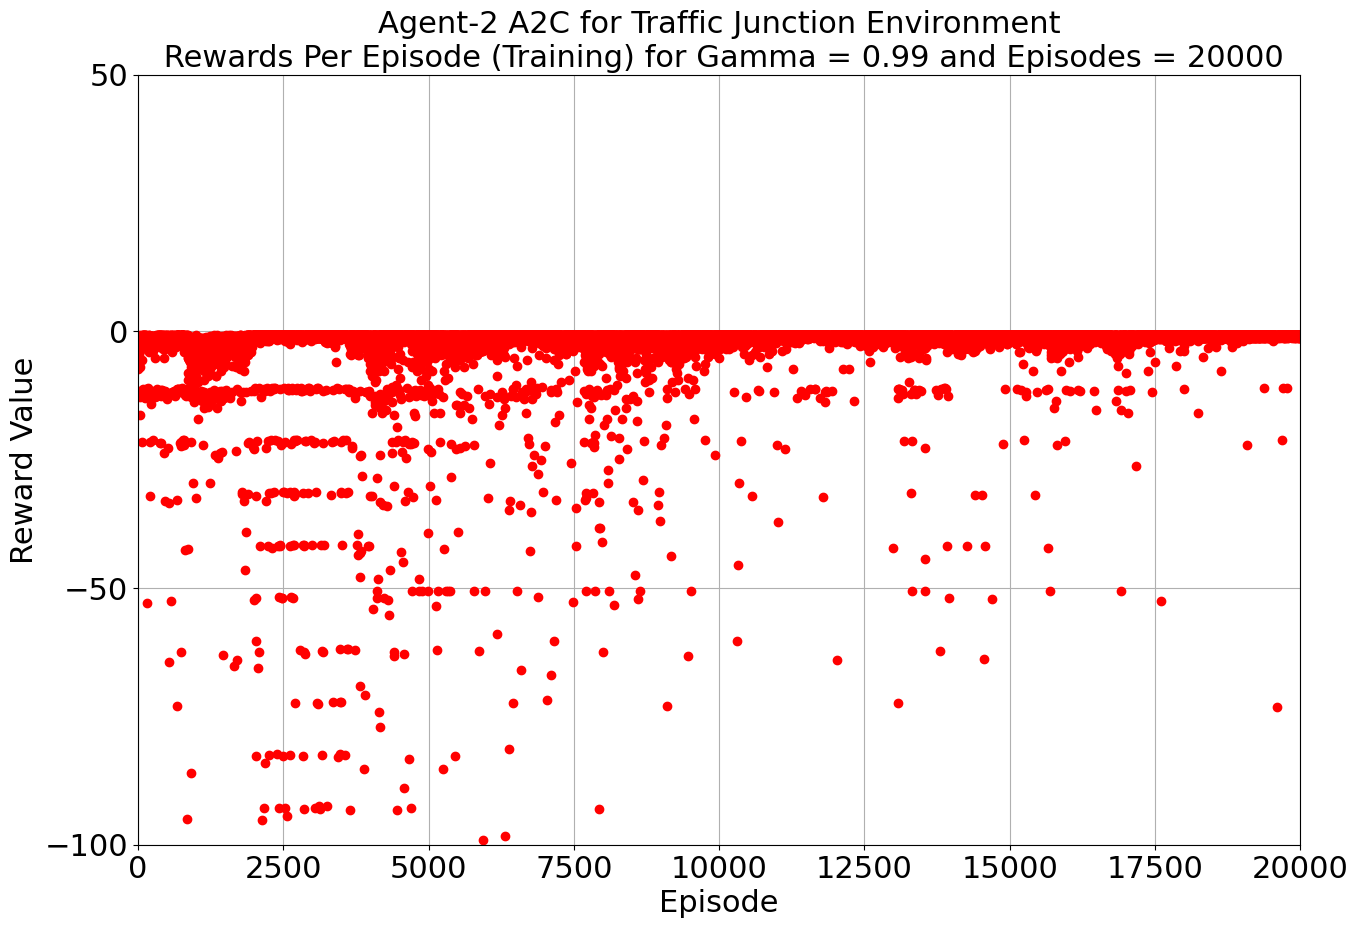 Agent-2 A2C for Traffic Junction Environment
Rewards Per Episode (Training) for Gamma = 0.99 and Episodes = 20000
50
0
−50
−100
Reward Value
0 2500 5000 7500 10000 12500 15000 17500 20000
Episode